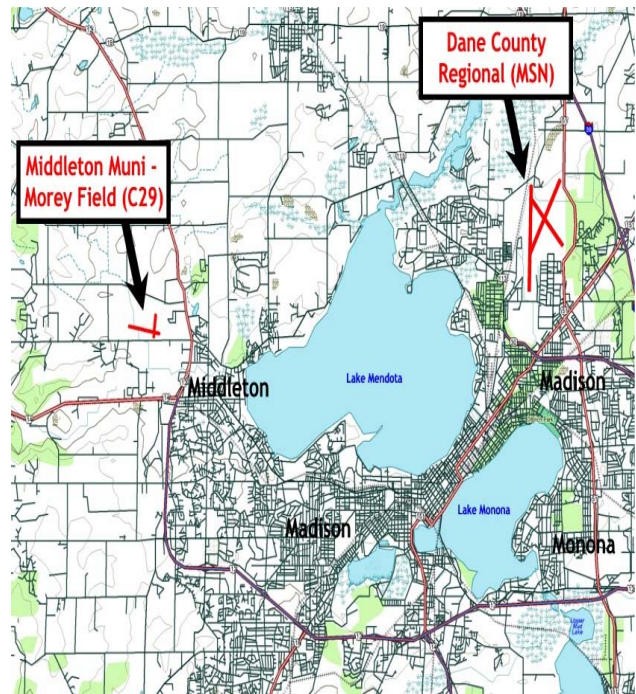 Dane County
Regional (MSN)
Middleton Muni -
Morey Field (C29)
Middleton
Lake Mendota
Madison
Lake Monona
Madison
Monona